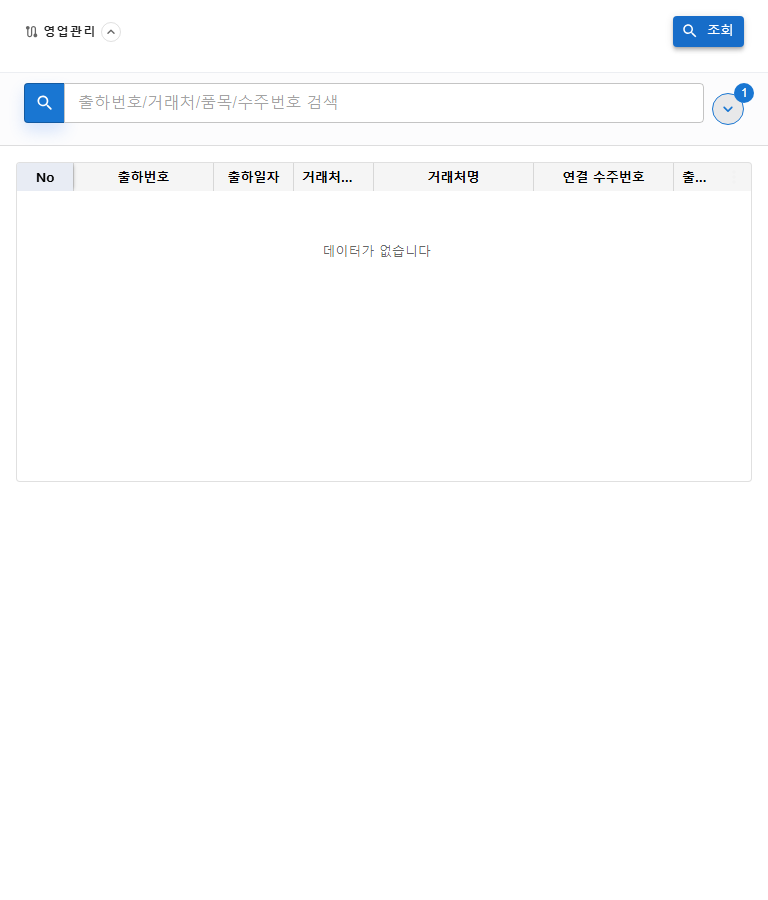 영업관리
조회
출하번호/거래처/품목/수주번호 검색
1
No 출하번호 출하일자 거래처... 거래처명 연결 수주번호 출...
데이터가 없습니다